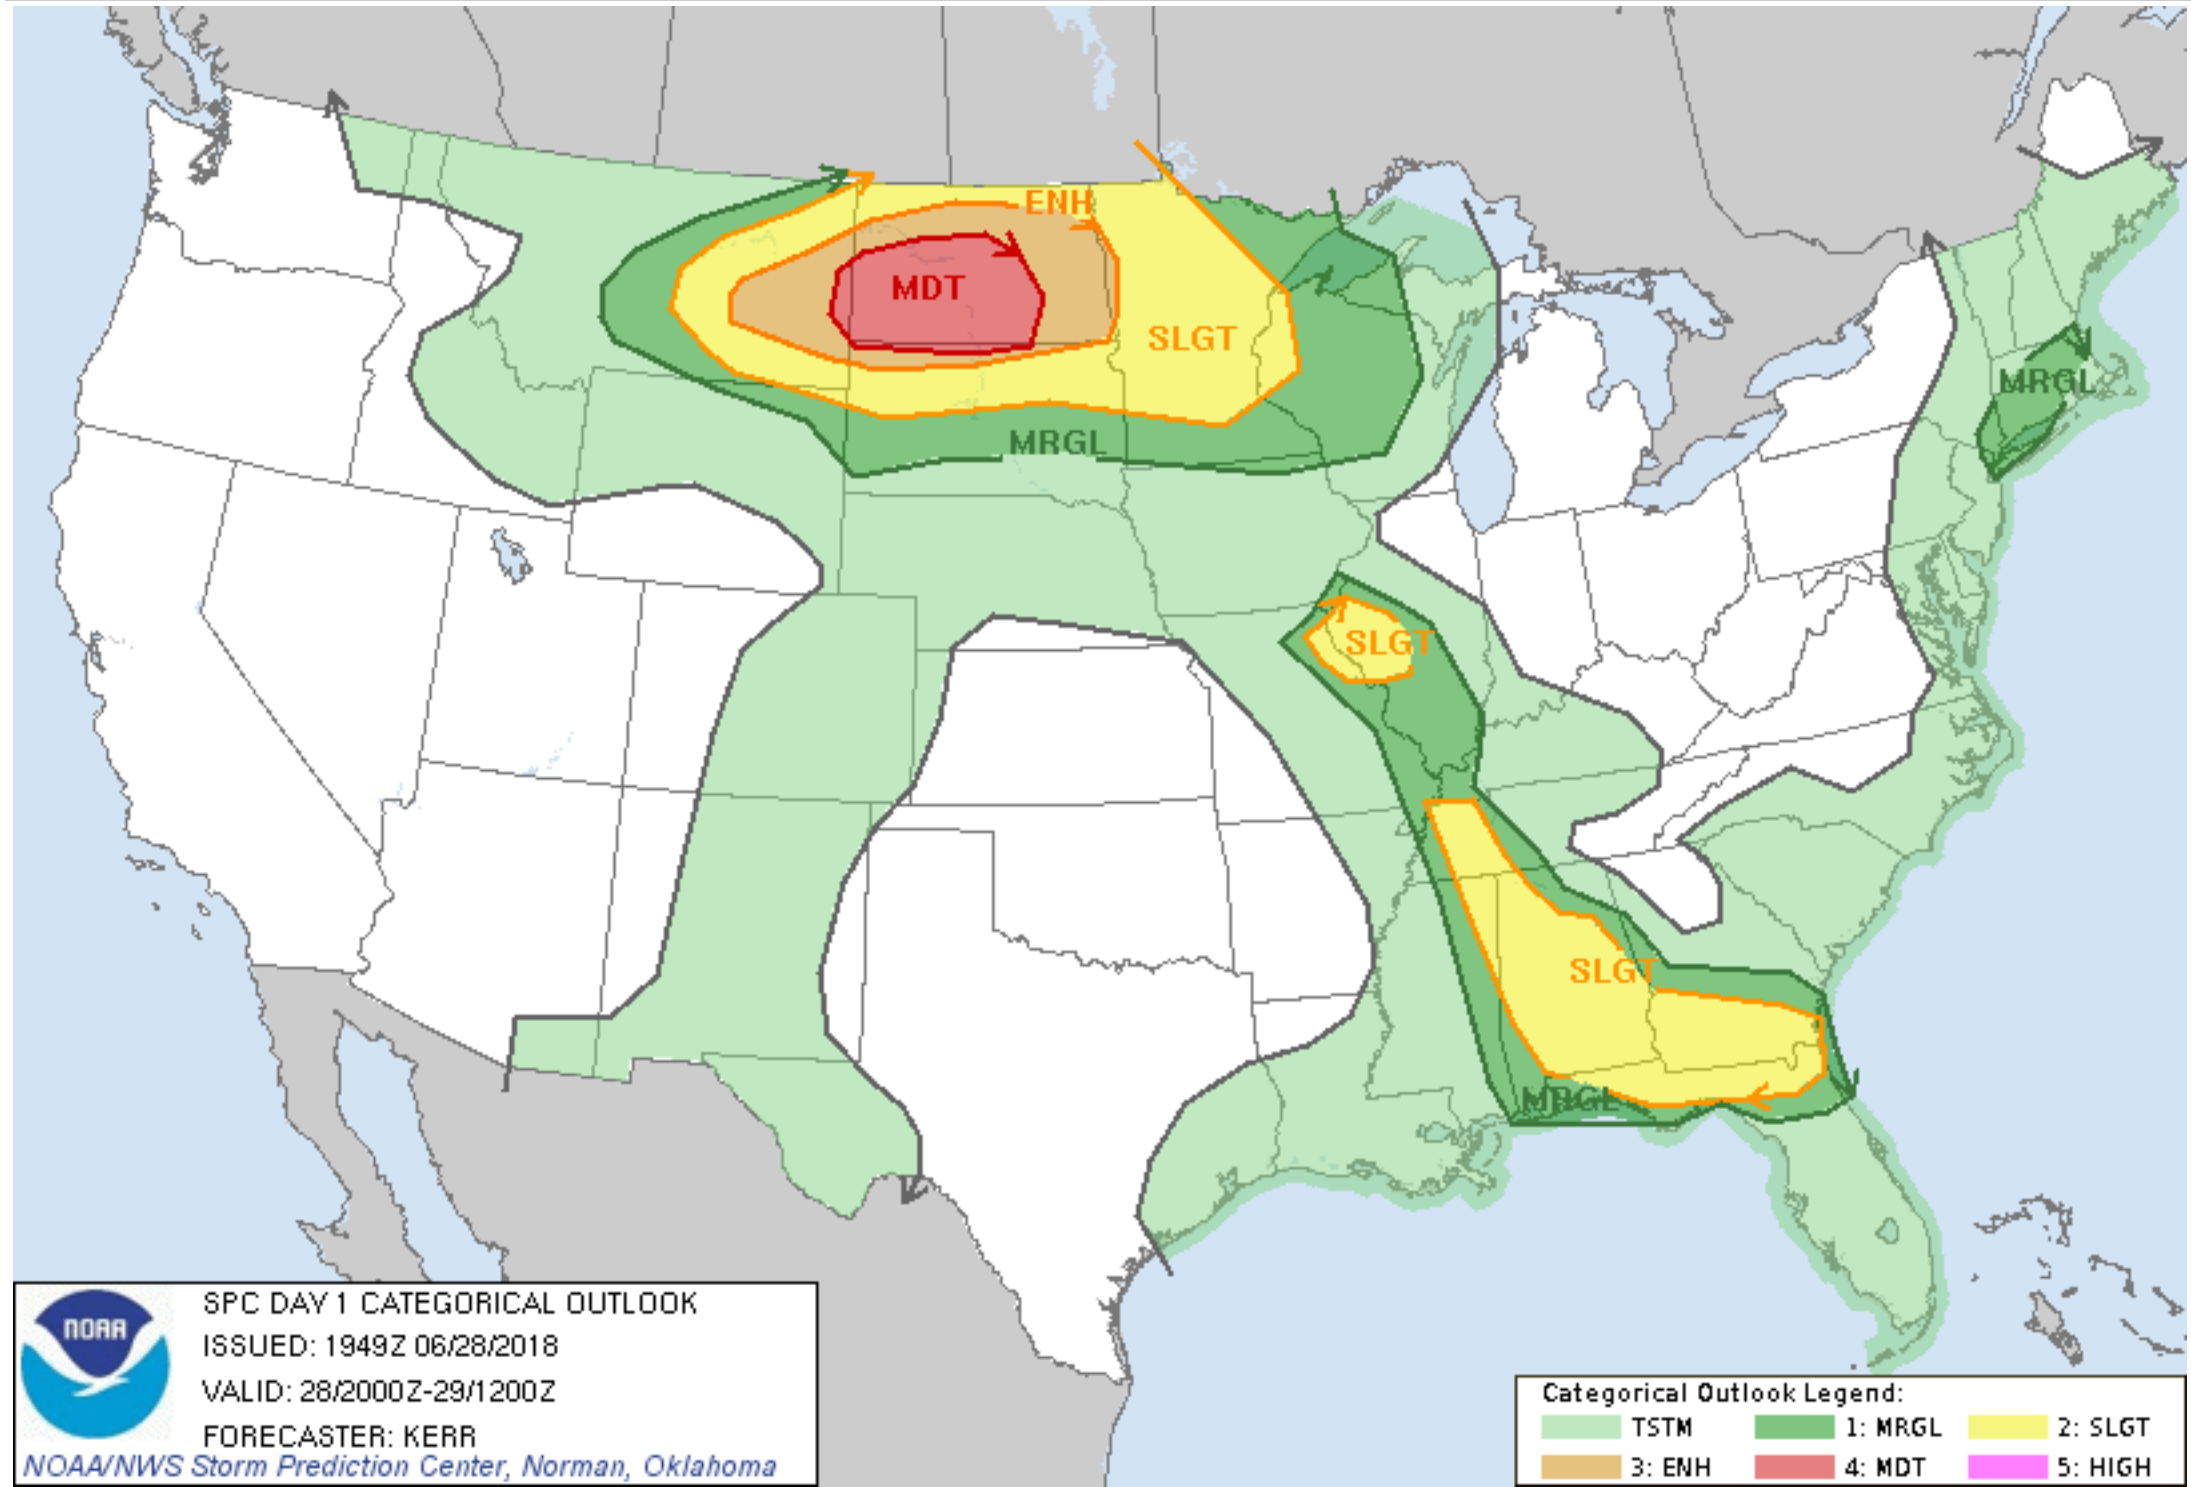 ENH
MDT
SLGT
MRGL
MRGL
SLGT
SLGT
MRGL
NOAA
SPC DAY 1 CATEGORICAL OUTLOOK
ISSUED: 1949Z 06/28/2018
VALID: 28/2000Z-29/1200Z
FORECASTER: KERR
NOAA/NWS Storm Prediction Center, Norman, Oklahoma
Categorical Outlook Legend:
TSTM 1: MRGL 2: SLGT
3: ENH 4: MDT 5: HIGH